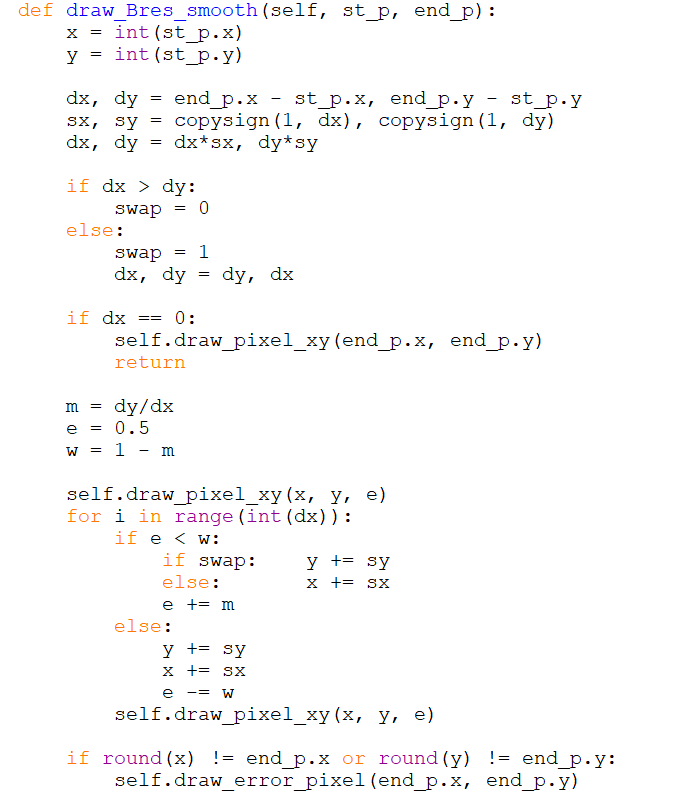 def draw_Bres_smooth(self, st_p, end_p):
    x = int(st_p.x)
    y = int(st_p.y)

    dx, dy = end_p.x - st_p.x, end_p.y - st_p.y
    sx, sy = copysign(1, dx), copysign(1, dy)
    dx, dy = dx*sx, dy*sy

    if dx > dy:
        swap = 0
    else:
        swap = 1
        dx, dy = dy, dx

    if dx == 0:
        self.draw_pixel_xy(end_p.x, end_p.y)
        return

    m = dy/dx
    e = 0.5
    w = 1 - m

    self.draw_pixel_xy(x, y, e)
    for i in range(int(dx)):
        if e < w:
            if swap:    y += sy
            else:       x += sx
            e += m
        else:
            y += sy
            x += sx
            e -= w
        self.draw_pixel_xy(x, y, e)

    if round(x) != end_p.x or round(y) != end_p.y:
        self.draw_error_pixel(end_p.x, end_p.y)